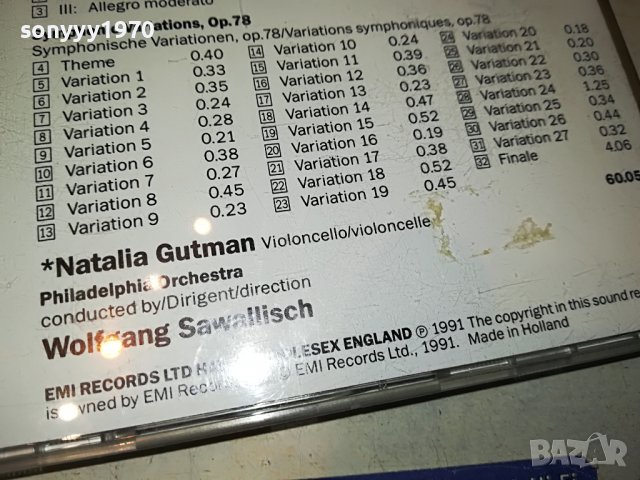 sonyyy1970
3 III: Allegro moderato
ations, Op.78
Symphonische Variationen, op.78/Variations symphoniques, op.78
4 Theme 0.40
5 Variation 1 0.33
6 Variation 2 0.35
7 Variation 3 0.24
8 Variation 4 0.28
9 Variation 5 0.21
10 Variation 6 0.38
11 Variation 7 0.27
12 Variation 8 0.45
13 Variation 9 0.23
14 Variation 10 0.24
15 Variation 11 0.39
16 Variation 12 0.36
17 Variation 13 0.23
18 Variation 14 0.47
19 Variation 15 0.52
20 Variation 16 0.19
21 Variation 17 0.38
22 Variation 18 0.52
23 Variation 19 0.45
24 Variation 20 0.18
25 Variation 21 0.20
26 Variation 22 0.30
27 Variation 23 0.36
28 Variation 24 1.25
29 Variation 25 0.34
30 Variation 26 0.44
31 Variation 27 0.32
32 Finale 4.06
60.05
*Natalia Gutman Violoncello/violoncelle
Philadelphia Orchestra
conducted by/Dirigent/direction
Wolfgang Sawallisch
EMI RECORDS LTD LESEX ENGLAND ℗ 1991 The copyright in this sound re
is owned by EMI Records Ltd., 1991. Made in Holland
BAZAR